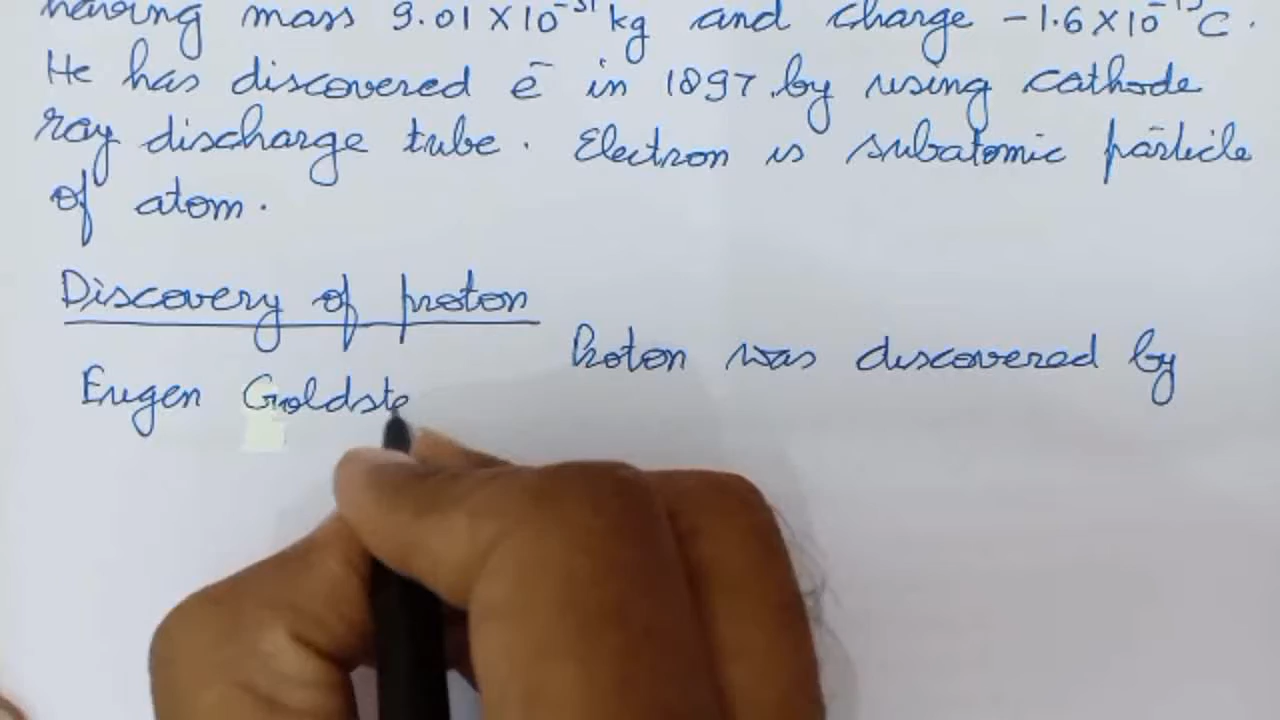 having mass 9.01 × 10⁻³¹ kg and charge -1.6 × 10⁻¹⁹ C.
He has discovered e⁻ in 1897 by using cathode
ray discharge tube. Electron is subatomic particle
of atom.
Discovery of proton
Proton was discovered by
Eugen Goldste